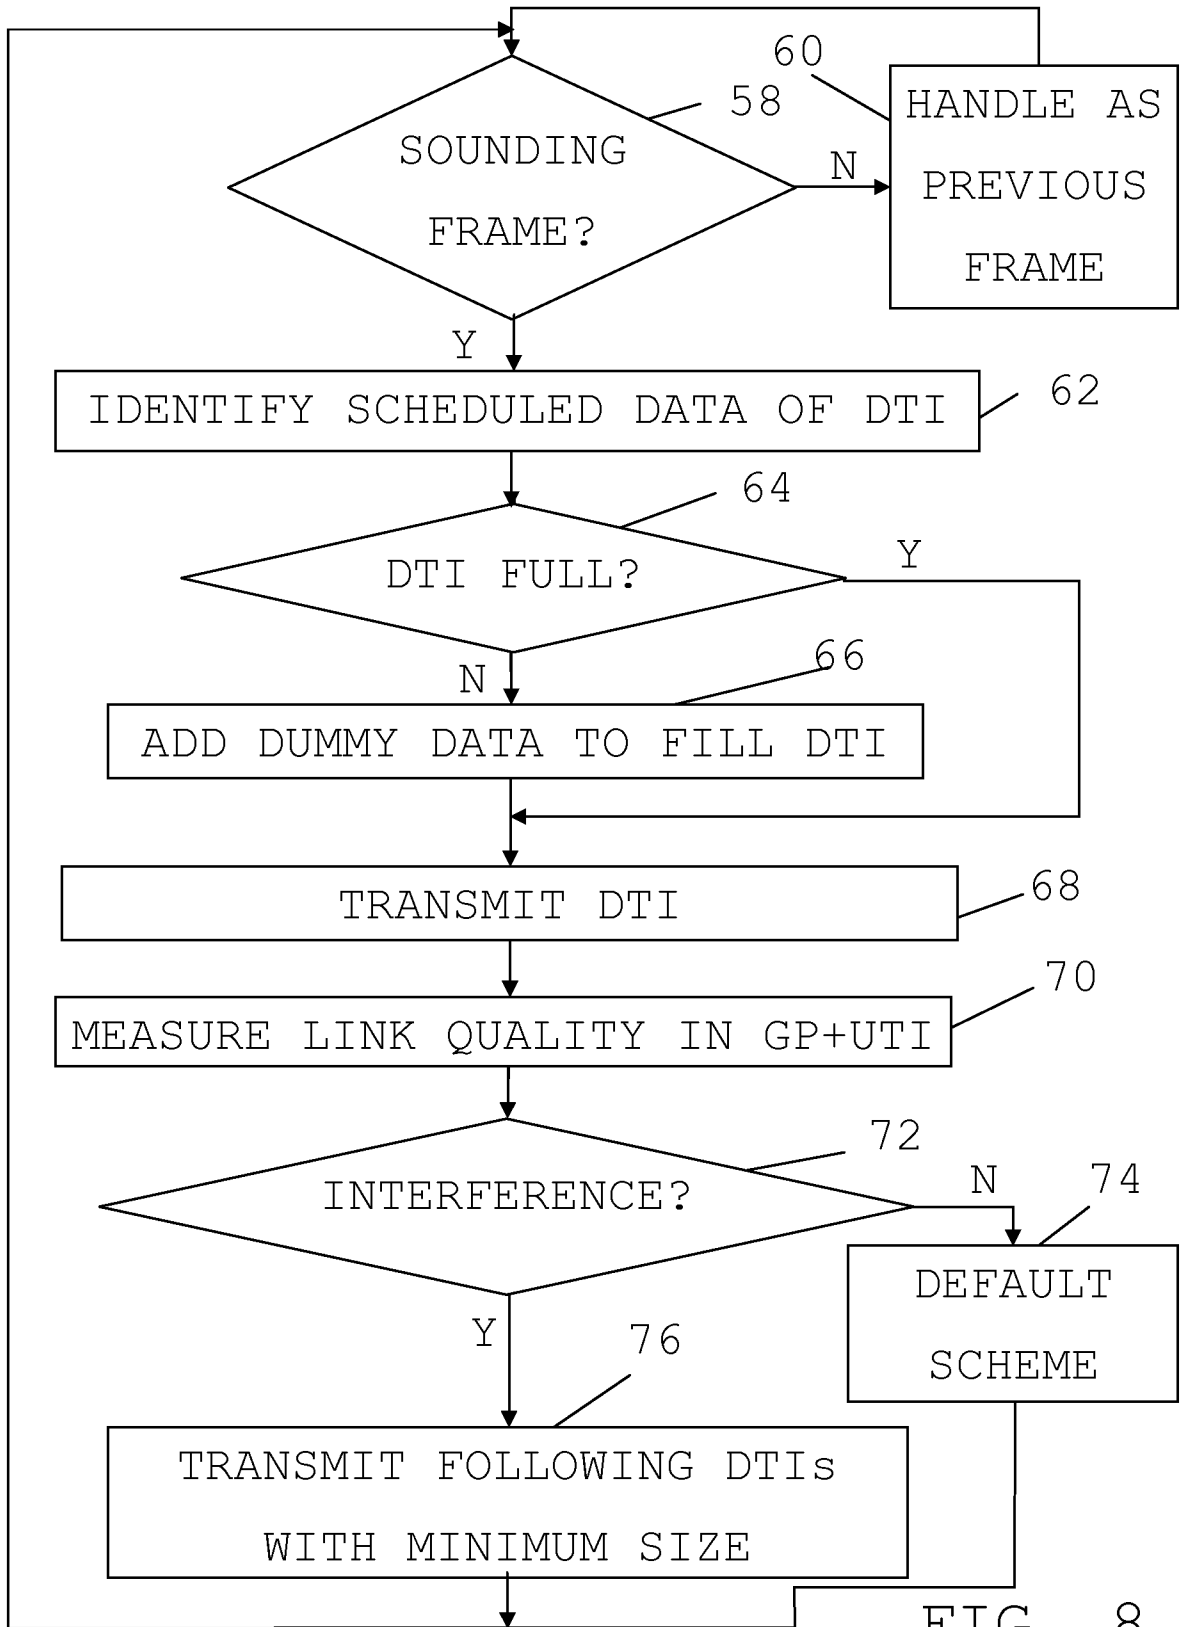 60
58
HANDLE AS
PREVIOUS
FRAME
SOUNDING
FRAME?
N
Y
IDENTIFY SCHEDULED DATA OF DTI
62
64
DTI FULL?
Y
N
66
ADD DUMMY DATA TO FILL DTI
TRANSMIT DTI
68
70
MEASURE LINK QUALITY IN GP+UTI
72
INTERFERENCE?
N
74
DEFAULT
SCHEME
Y
76
TRANSMIT FOLLOWING DTIs
WITH MINIMUM SIZE
FIG. 8